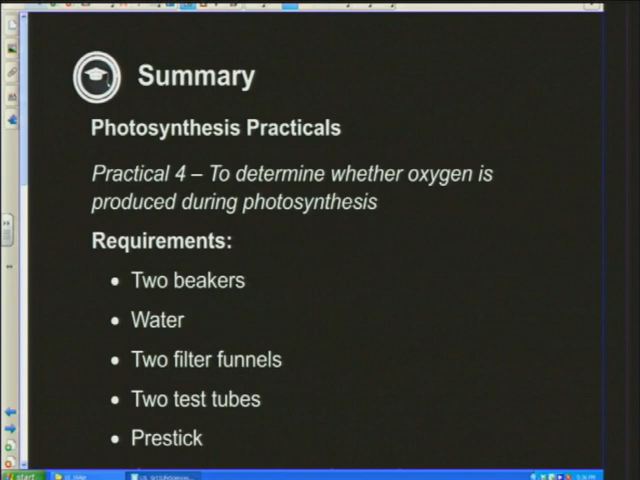 Summary
Photosynthesis Practicals
Practical 4 – To determine whether oxygen is
produced during photosynthesis
Requirements:
• Two beakers
• Water
• Two filter funnels
• Two test tubes
• Prestick
start